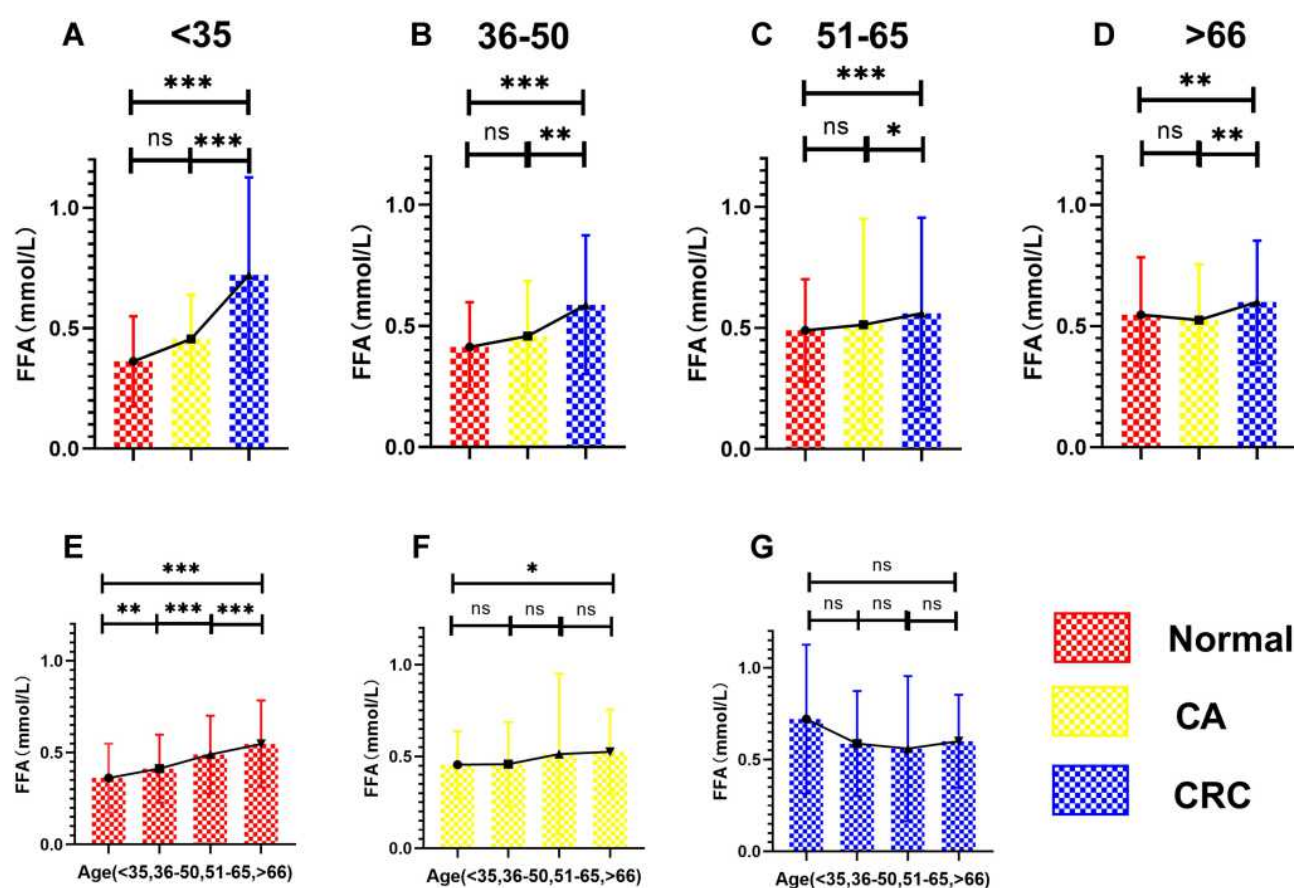 A <35
B 36-50
C 51-65
D >66
***
***
***
**
ns ***
ns **
ns *
ns **
FFA(mmol/L)
1.0
0.5
0.0
FFA(mmol/L)
1.0
0.5
0.0
FFA(mmol/L)
1.0
0.5
0.0
FFA(mmol/L)
1.0
0.5
0.0
E
***
** *** ***
FFA(mmol/L)
1.0
0.5
0.0
Age(<35,36-50,51-65,>66)
F
*
ns ns ns
FFA(mmol/L)
1.0
0.5
0.0
Age(<35,36-50,51-65,>66)
G
ns
ns ns ns
FFA(mmol/L)
1.0
0.5
0.0
Age(<35,36-50,51-65,>66)
Normal
CA
CRC